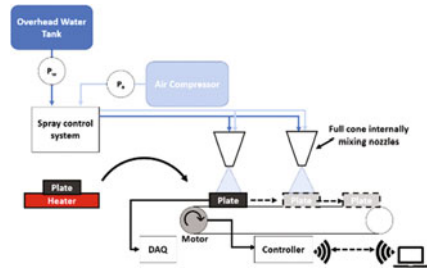 Overhead Water
Tank
Pw
Pa
Air Compressor
Spray control
system
Full cone internally
mixing nozzles
Plate
Heater
Plate
Plate
Plate
Motor
DAQ
Controller